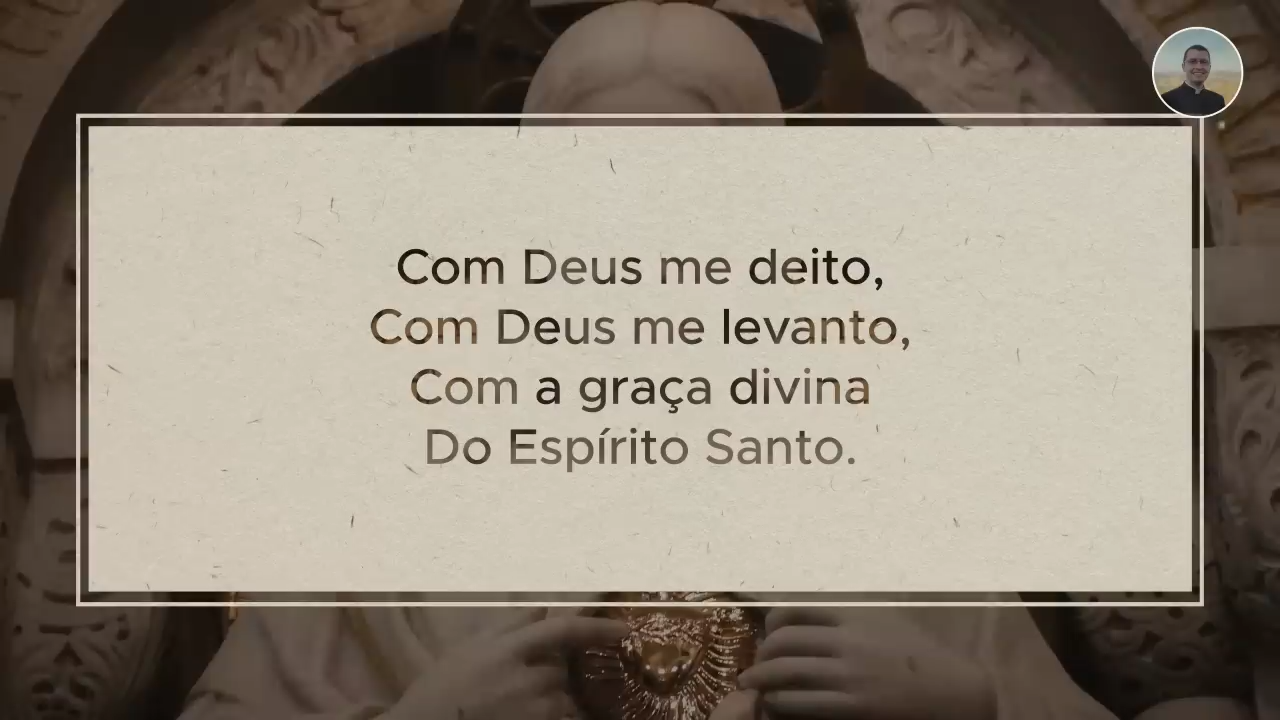 Com Deus me deito,
Com Deus me levanto,
Com a graça divina
Do Espírito Santo.